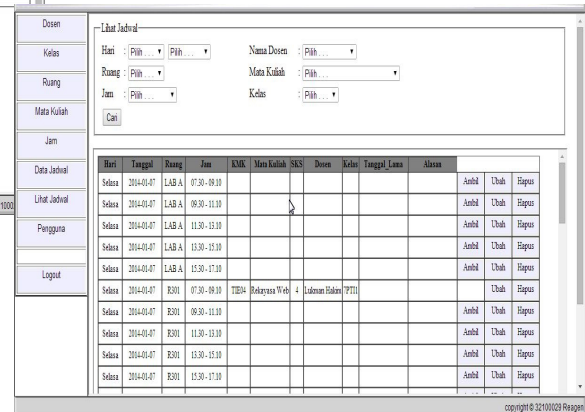 Dosen
Kelas
Ruang
Mata Kuliah
Jam
Data Jadwal
Lihat Jadwal
Pengguna
Logout
Lihat Jadwal
Hari : Pilih . . . Pilih . . . Nama Dosen : Pilih . . .
Ruang : Pilih . . . Mata Kuliah : Pilih . . .
Jam : Pilih . . . Kelas : Pilih . . .
Cari
Hari Tanggal Ruang Jam KMK Mata Kuliah SKS Dosen Kelas Tanggal_Lama Alasan
Selasa 2014-01-07 LAB A 07.30 - 09.10 Ambil Ubah Hapus
Selasa 2014-01-07 LAB A 09.30 - 11.10 Ambil Ubah Hapus
Selasa 2014-01-07 LAB A 11.30 - 13.10 Ambil Ubah Hapus
Selasa 2014-01-07 LAB A 13.30 - 15.10 Ambil Ubah Hapus
Selasa 2014-01-07 LAB A 15.30 - 17.10 Ambil Ubah Hapus
Selasa 2014-01-07 R301 07.30 - 09.10 TIE04 Rekayasa Web 4 Lukman Hakim 7PTI1 Ubah Hapus
Selasa 2014-01-07 R301 09.30 - 11.10 Ambil Ubah Hapus
Selasa 2014-01-07 R301 11.30 - 13.10 Ambil Ubah Hapus
Selasa 2014-01-07 R301 13.30 - 15.10 Ambil Ubah Hapus
Selasa 2014-01-07 R301 15.30 - 17.10 Ambil Ubah Hapus
copyright © 32100029 Reagen